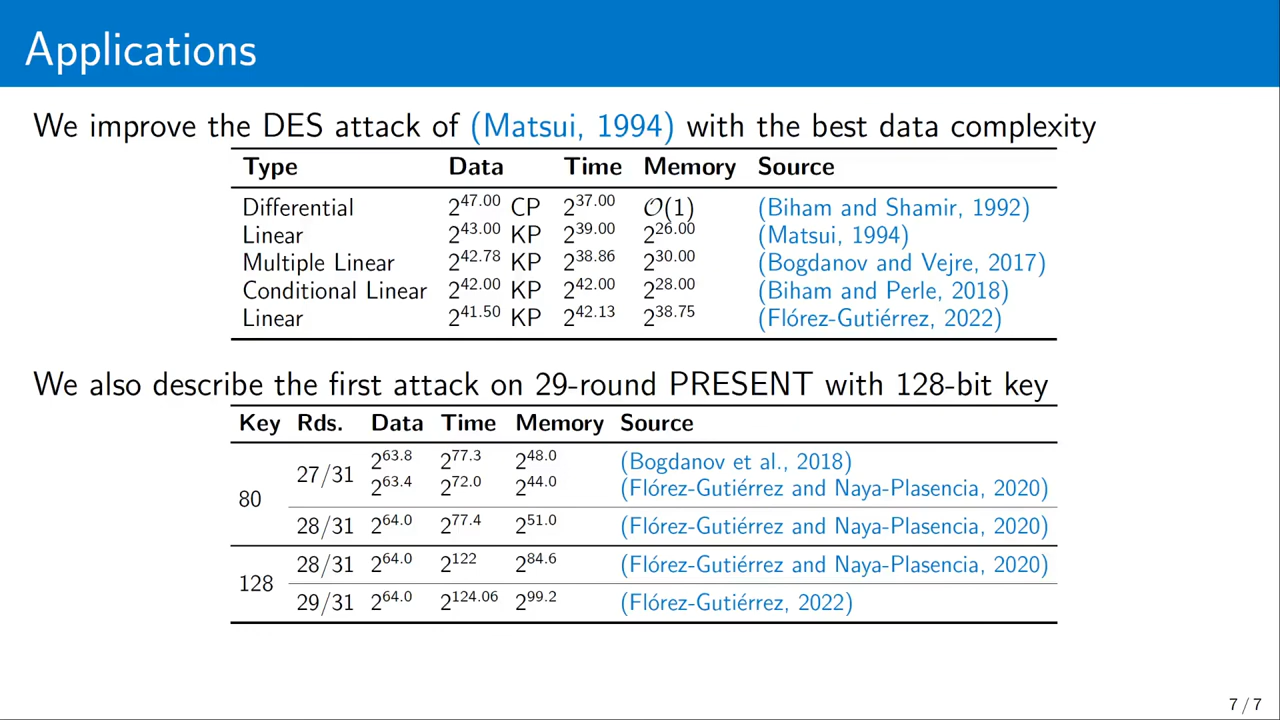 Applications
We improve the DES attack of (Matsui, 1994) with the best data complexity
Type Data Time Memory Source
Differential 2^47.00 CP 2^37.00 O(1) (Biham and Shamir, 1992)
Linear 2^43.00 KP 2^39.00 2^26.00 (Matsui, 1994)
Multiple Linear 2^42.78 KP 2^38.86 2^30.00 (Bogdanov and Vejre, 2017)
Conditional Linear 2^42.00 KP 2^42.00 2^28.00 (Biham and Perle, 2018)
Linear 2^41.50 KP 2^42.13 2^38.75 (Flórez-Gutiérrez, 2022)
We also describe the first attack on 29-round PRESENT with 128-bit key
Key Rds. Data Time Memory Source
80 27/31 2^63.8 2^77.3 2^48.0 (Bogdanov et al., 2018)
2^63.4 2^72.0 2^44.0 (Flórez-Gutiérrez and Naya-Plasencia, 2020)
28/31 2^64.0 2^77.4 2^51.0 (Flórez-Gutiérrez and Naya-Plasencia, 2020)
128 28/31 2^64.0 2^122 2^84.6 (Flórez-Gutiérrez and Naya-Plasencia, 2020)
29/31 2^64.0 2^124.06 2^99.2 (Flórez-Gutiérrez, 2022)
7 / 7